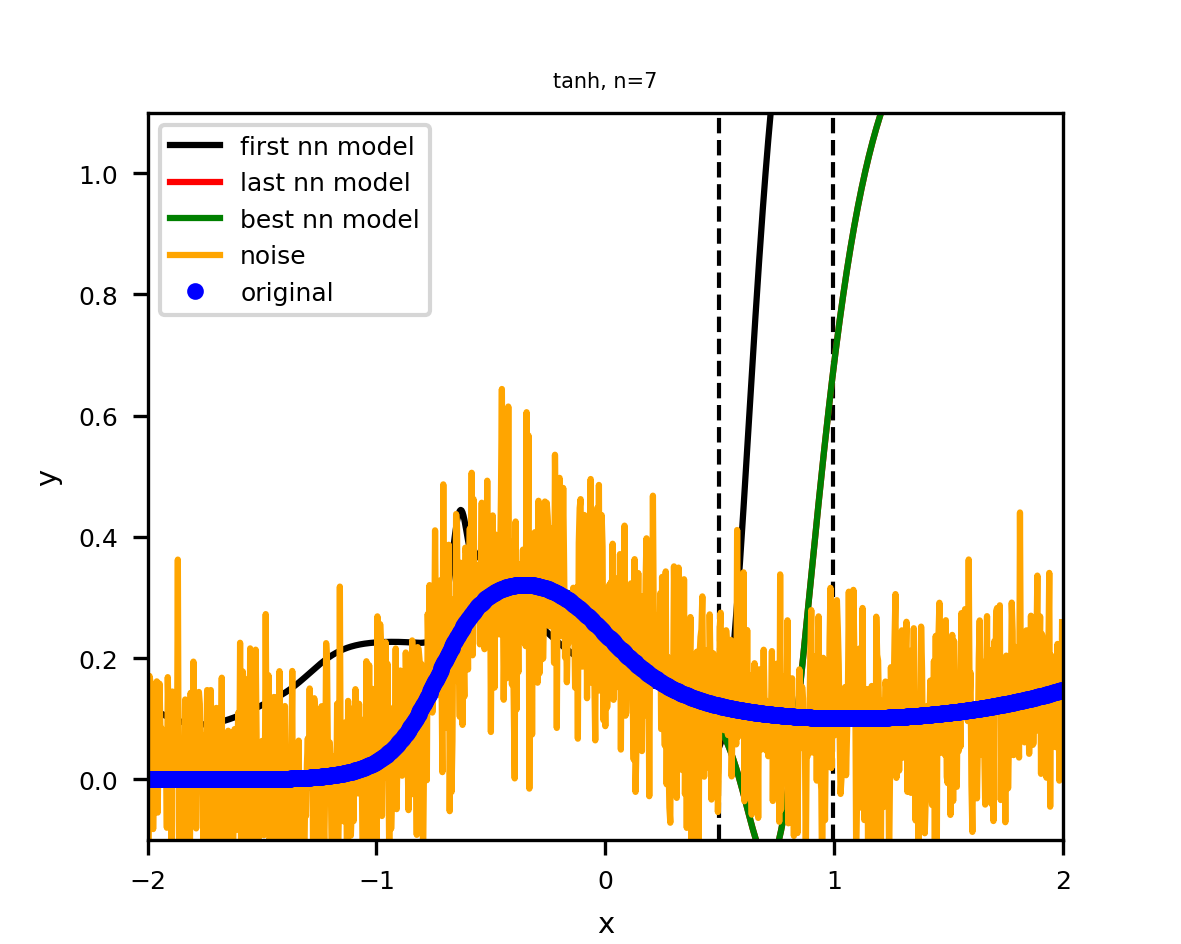 tanh, n=7
first nn model
last nn model
best nn model
noise
original
1.0
0.8
0.6
0.4
0.2
0.0
y
−2
−1
0
1
2
x